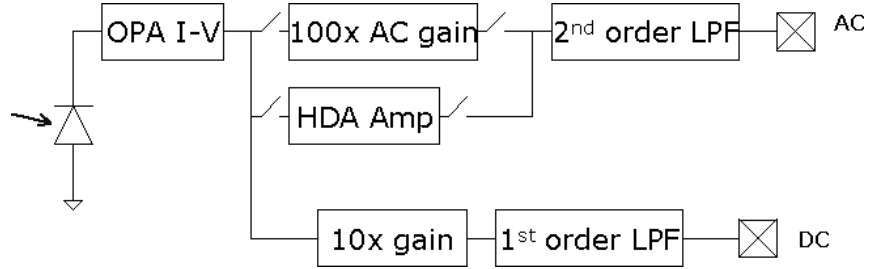 OPA I-V
100x AC gain
2nd order LPF
AC
HDA Amp
10x gain
1st order LPF
DC